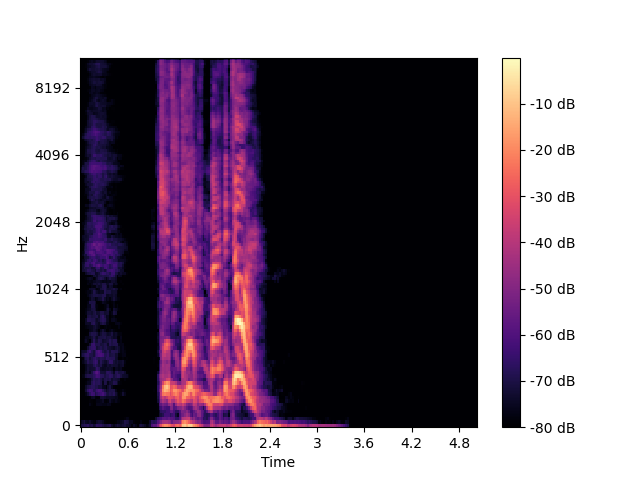 8192
4096
2048
1024
512
0
Hz
0 0.6 1.2 1.8 2.4 3 3.6 4.2 4.8
Time
-10 dB
-20 dB
-30 dB
-40 dB
-50 dB
-60 dB
-70 dB
-80 dB